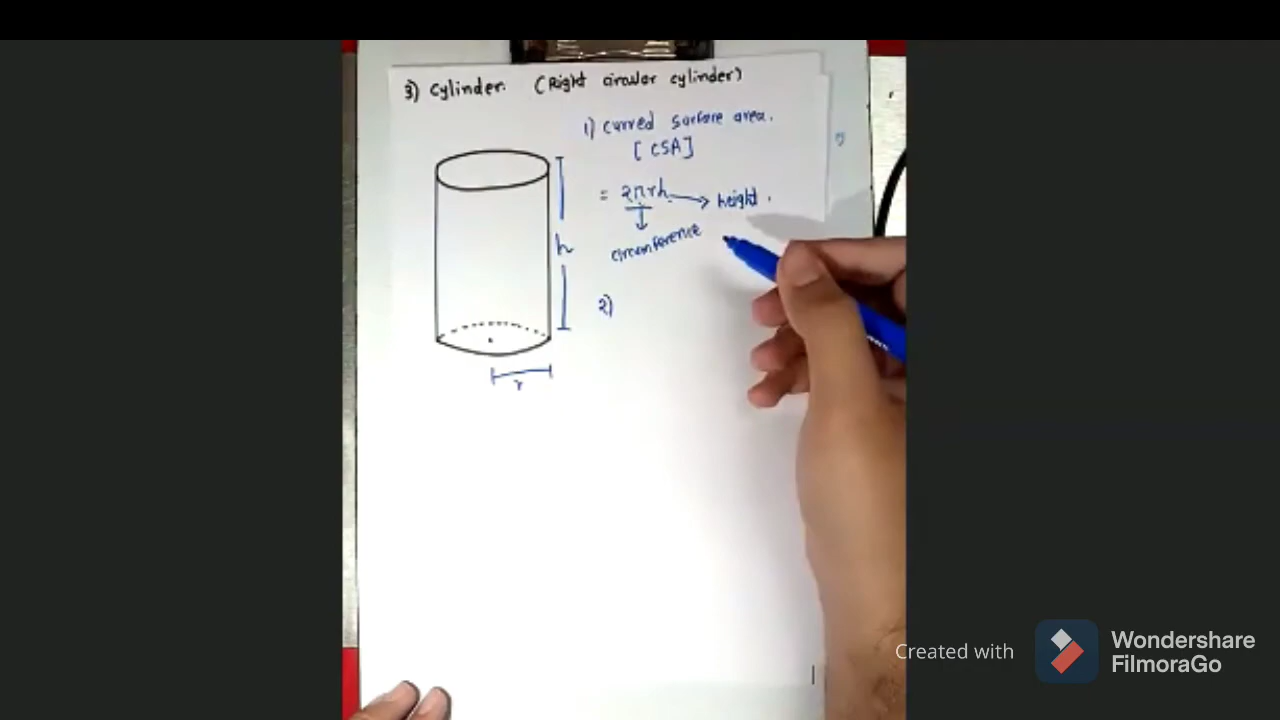 3) Cylinder. (Right circular cylinder)
1) Curved surface area.
[CSA]
= 2πrh → height.
circumference
h
2)
r
Created with
Wondershare
FilmoraGo